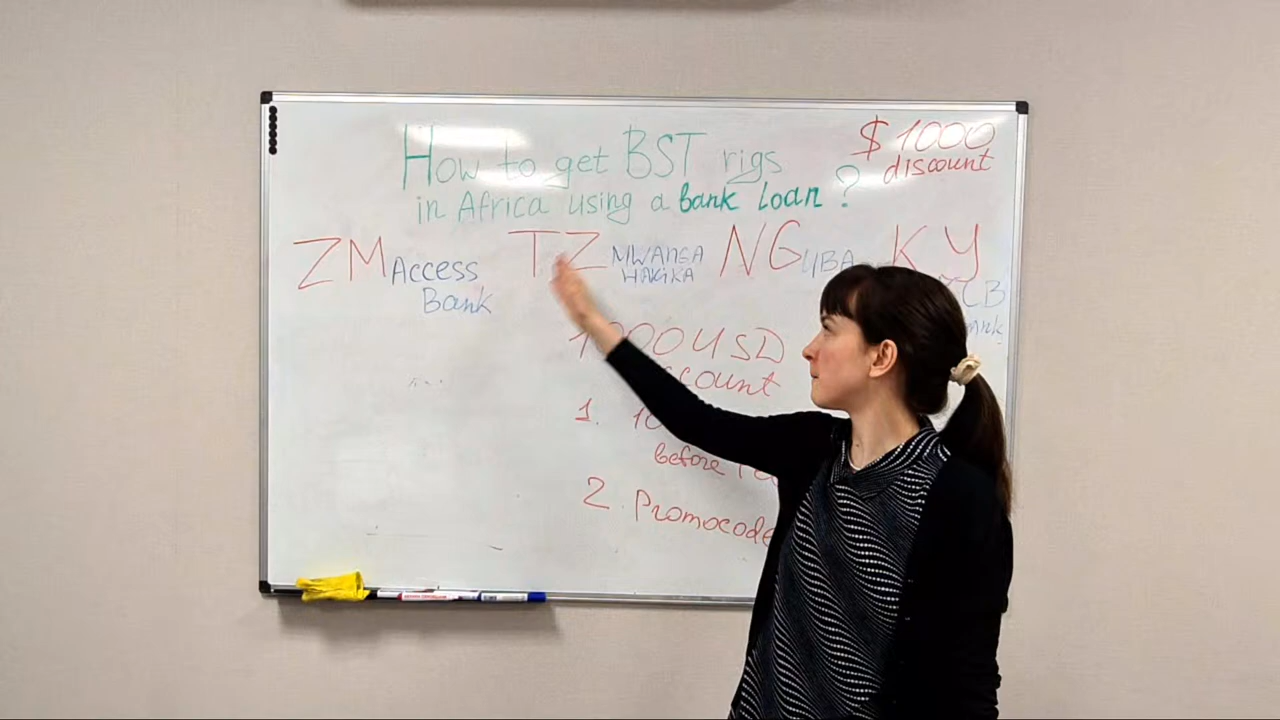 How to get BST rigs
in Africa using a bank loan?
$1000
discount
ZM Access
Bank
TZ MWANGA
HAKIKA
NG UBA
KY
1000 USD
1.
before
2. Promocode